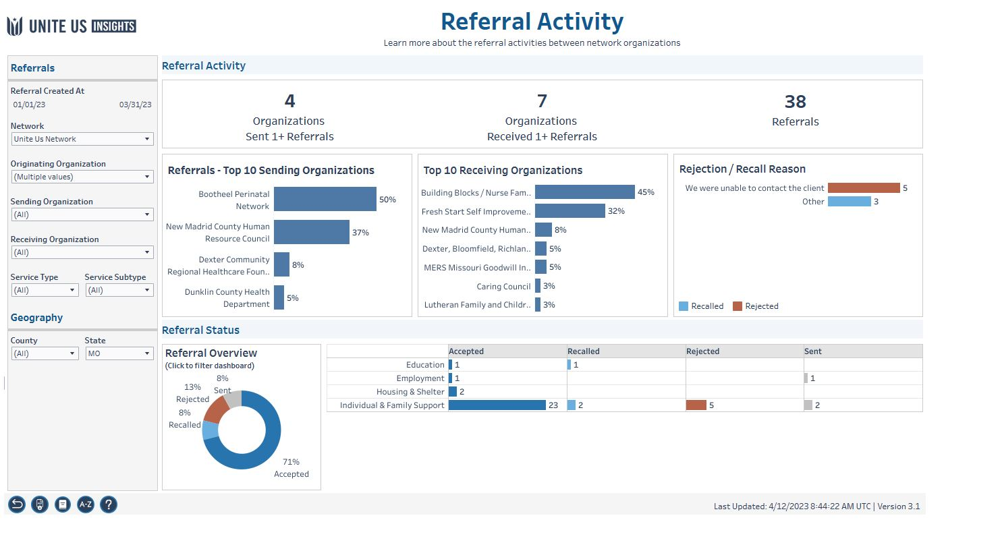 UNITE US INSIGHTS
Referral Activity
Learn more about the referral activities between network organizations
Referrals
Referral Created At
01/01/23 03/31/23
Network
Unite Us Network
Originating Organization
(Multiple values)
Sending Organization
(All)
Receiving Organization
(All)
Service Type Service Subtype
(All) (All)
Geography
County State
(All) MO
Referral Activity
4
Organizations
Sent 1+ Referrals
7
Organizations
Received 1+ Referrals
38
Referrals
Referrals - Top 10 Sending Organizations
Bootheel Perinatal
Network
50%
New Madrid County Human
Resource Council
37%
Dexter Community
Regional Healthcare Foun..
8%
Dunklin County Health
Department
5%
Top 10 Receiving Organizations
Building Blocks / Nurse Fam.. 45%
Fresh Start Self Improveme.. 32%
New Madrid County Human.. 8%
Dexter, Bloomfield, Richlan.. 5%
MERS Missouri Goodwill In.. 5%
Caring Council 3%
Lutheran Family and Childr.. 3%
Rejection / Recall Reason
We were unable to contact the client 5
Other 3
Recalled Rejected
Referral Status
Referral Overview
(Click to filter dashboard)
8%
Sent
13%
Rejected
8%
Recalled
71%
Accepted
Accepted Recalled Rejected Sent
Education 1 1
Employment 1 1
Housing & Shelter 2
Individual & Family Support 23 2 5 2
A-Z ?
Last Updated: 4/12/2023 8:44:22 AM UTC | Version 3.1